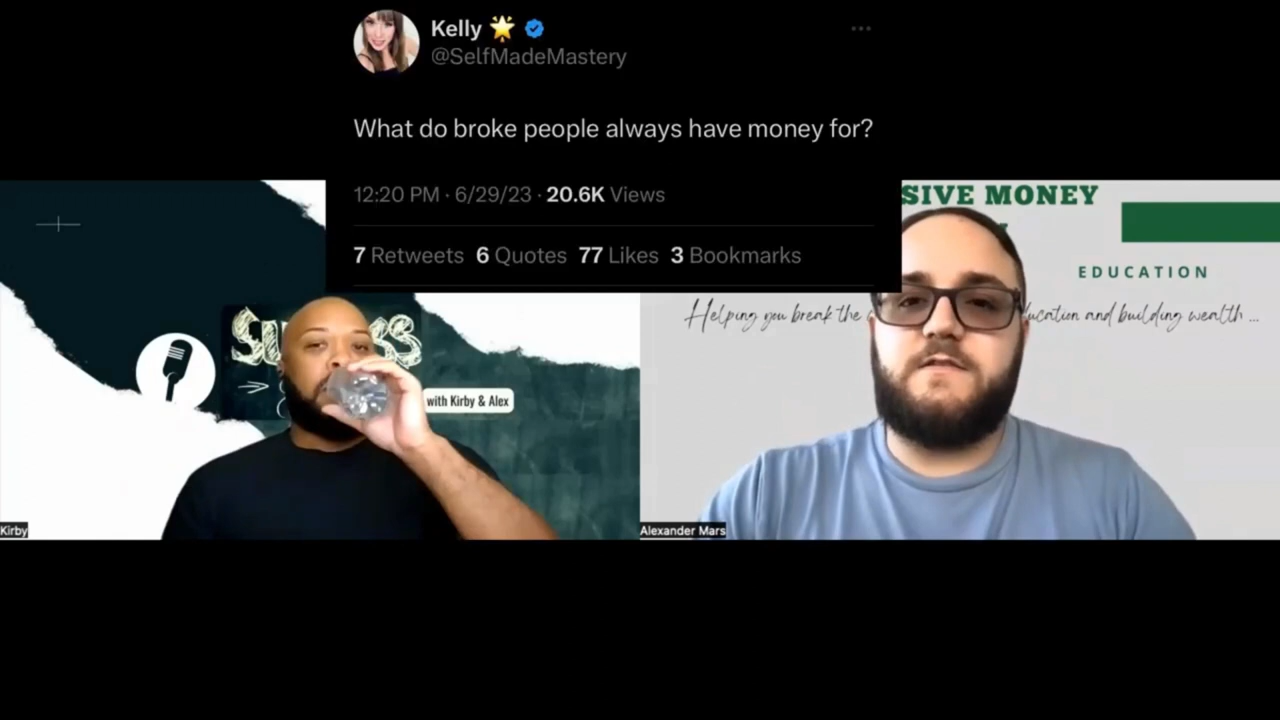 Kelly 🌟
@SelfMadeMastery
What do broke people always have money for?
12:20 PM · 6/29/23 · 20.6K Views
7 Retweets 6 Quotes 77 Likes 3 Bookmarks
SIVE MONEY
EDUCATION
Helping you break the
ucation and building wealth ...
with Kirby & Alex
Kirby
Alexander Mars